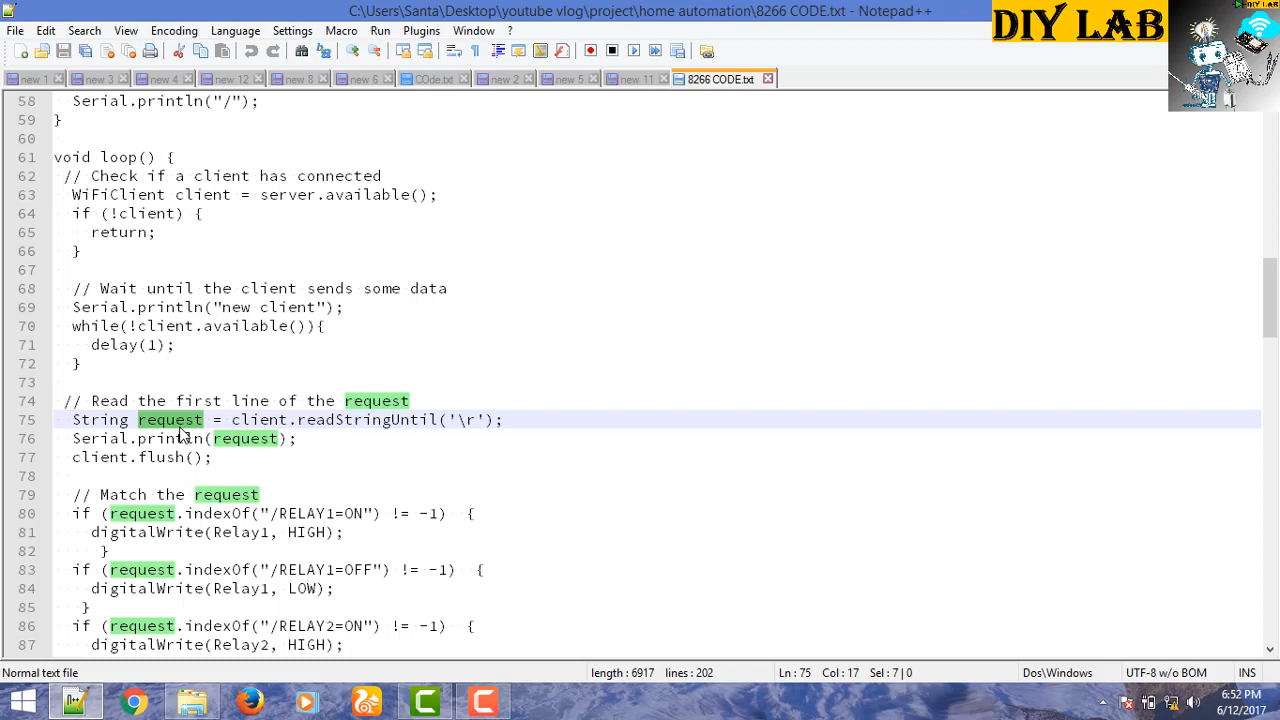 C:\Users\Santa\Desktop\youtube vlog\project\home automation\8266 CODE.txt - Notepad++
DIY LAB
DIY LAB
File Edit Search View Encoding Language Settings Macro Run Plugins Window ?
new 1 new 3 new 4 new 12 new 8 new 6 COde.txt new 2 new 5 new 11 8266 CODE.txt
58 Serial.println("/");
59 }
60
61 void loop() {
62 // Check if a client has connected
63 WiFiClient client = server.available();
64 if (!client) {
65 return;
66 }
67
68 // Wait until the client sends some data
69 Serial.println("new client");
70 while(!client.available()){
71 delay(1);
72 }
73
74 // Read the first line of the request
75 String request = client.readStringUntil('\r');
76 Serial.println(request);
77 client.flush();
78
79 // Match the request
80 if (request.indexOf("/RELAY1=ON") != -1) {
81 digitalWrite(Relay1, HIGH);
82 }
83 if (request.indexOf("/RELAY1=OFF") != -1) {
84 digitalWrite(Relay1, LOW);
85 }
86 if (request.indexOf("/RELAY2=ON") != -1) {
87 digitalWrite(Relay2, HIGH);
Normal text file length : 6917 lines : 202 Ln : 75 Col : 17 Sel : 7 | 0 Dos\Windows UTF-8 w/o BOM INS
6:52 PM
6/12/2017